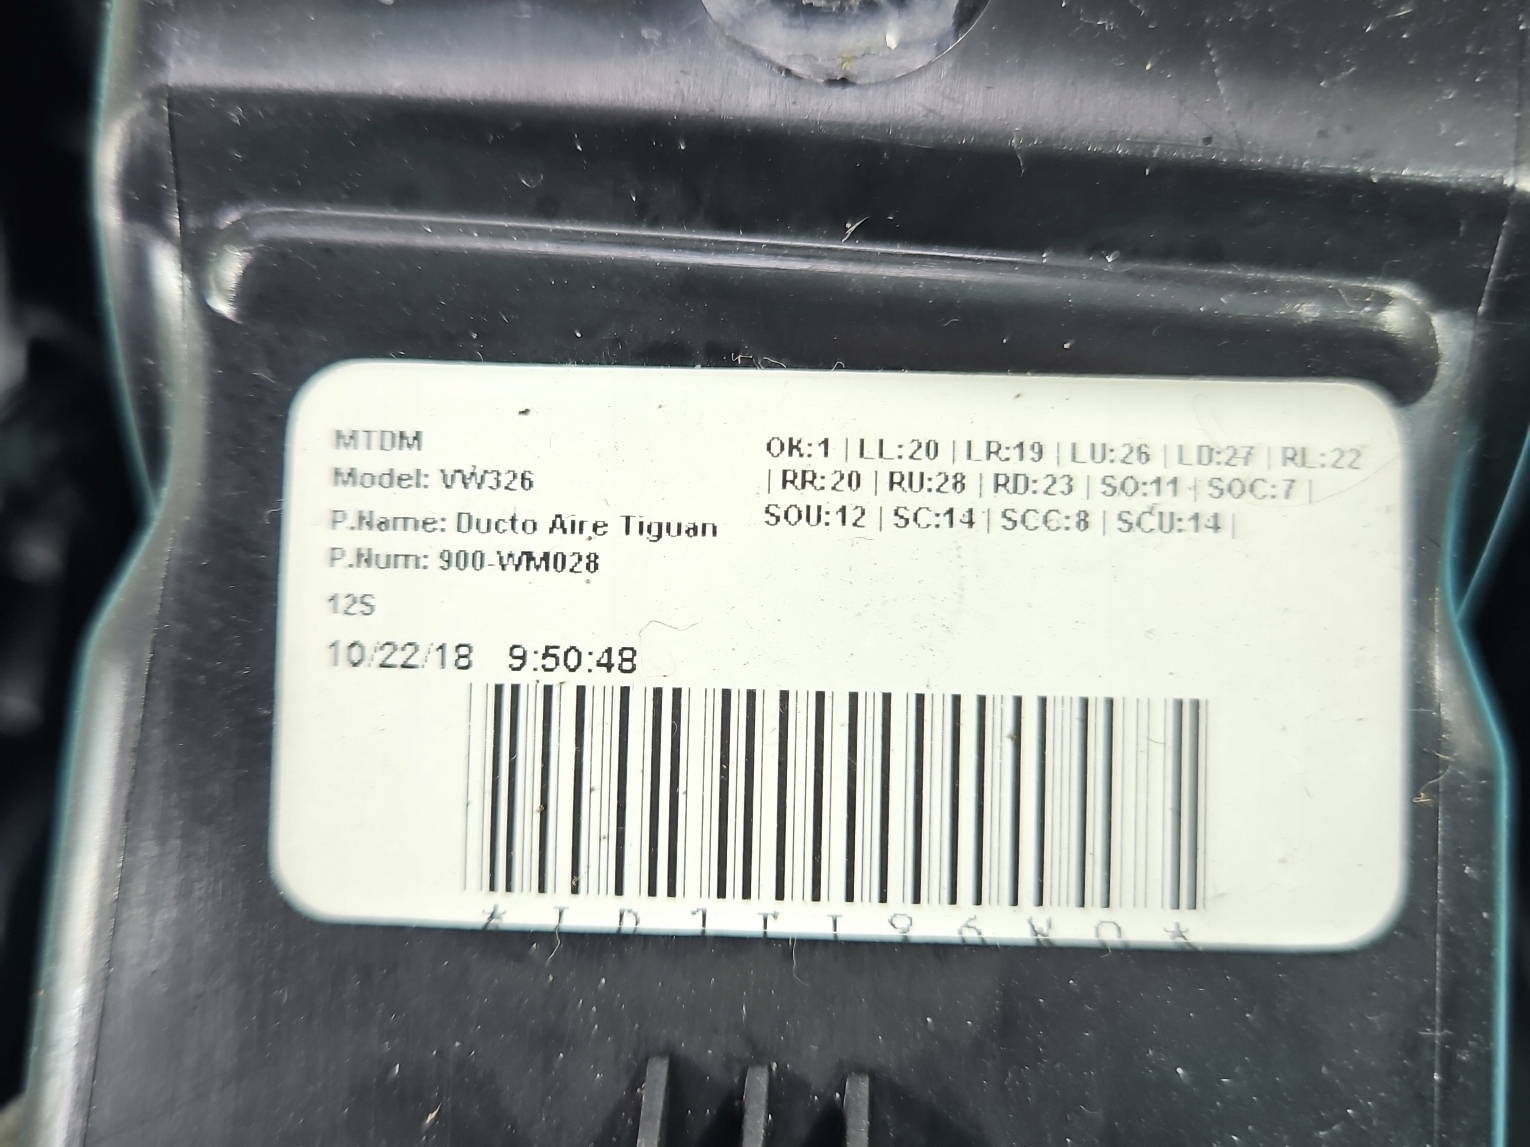 MTDM
Model: VW326
P.Name: Ducto Aire Tiguan
P.Num: 900-WM028
12S
10/22/18 9:50:48
OK:1 | LL:20 | LR:19 | LU:26 | LD:27 | RL:22
| RR:20 | RU:28 | RD:23 | SO:11 | SOC:7 |
SOU:12 | SC:14 | SCC:8 | SCU:14 |